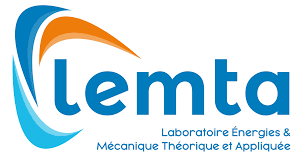 lemta
Laboratoire Énergies &
Mécanique Théorique et Appliquée